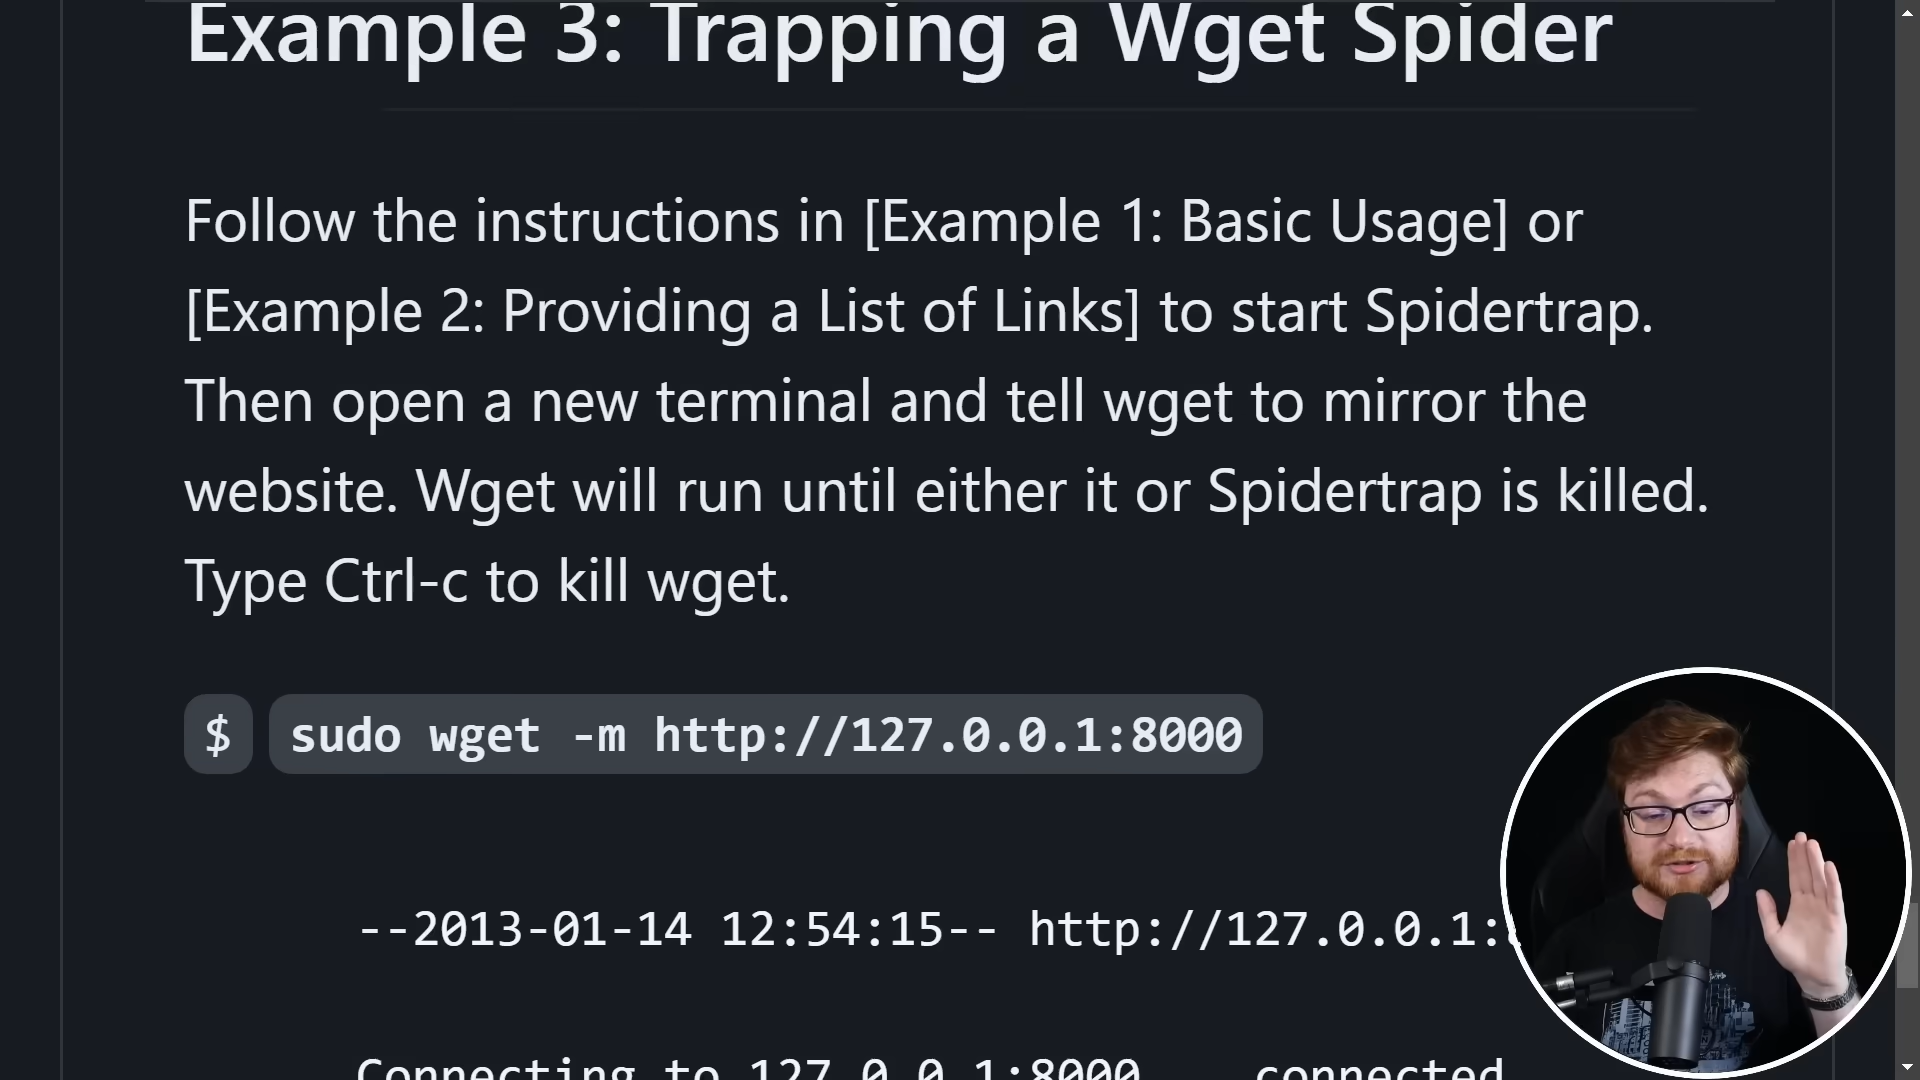 Example 3: Trapping a Wget Spider
Follow the instructions in [Example 1: Basic Usage] or
[Example 2: Providing a List of Links] to start Spidertrap.
Then open a new terminal and tell wget to mirror the
website. Wget will run until either it or Spidertrap is killed.
Type Ctrl-c to kill wget.
$ sudo wget -m http://127.0.0.1:8000
--2013-01-14 12:54:15-- http://127.0.0.1:
Connecting to 127.0.0.1:8000... connected.